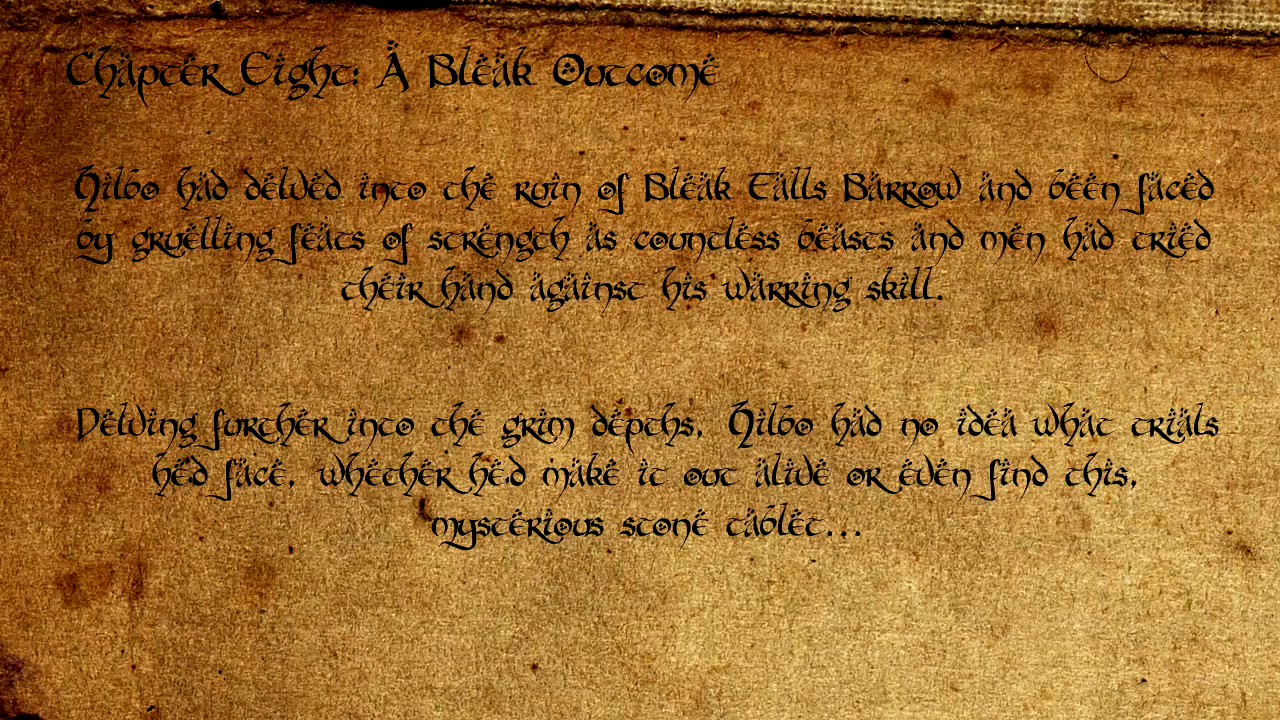 Chapter Eight: A Bleak Outcome
Hilbo had delved into the ruin of Bleak Falls Barrow and been faced
by gruelling feats of strength as countless beasts and men had tried
their hand against his warring skill.
Delving further into the grim depths, Hilbo had no idea what trials
he'd face, whether he'd make it out alive or even find this,
mysterious stone tablet...